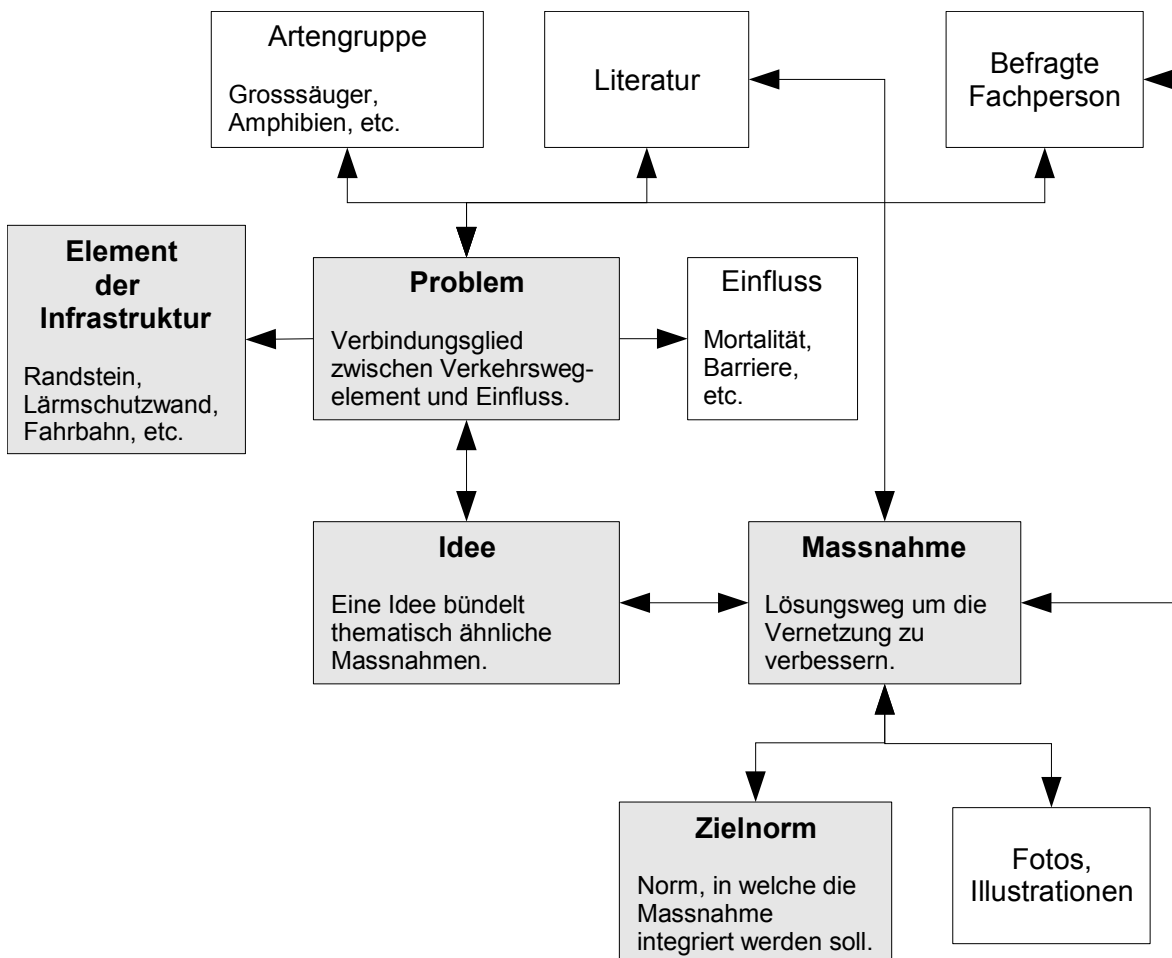 Artengruppe
Grosssäuger,
Amphibien, etc.
Literatur
Befragte
Fachperson
Element
der
Infrastruktur
Randstein,
Lärmschutzwand,
Fahrbahn, etc.
Problem
Verbindungsglied
zwischen Verkehrsweg-
element und Einfluss.
Einfluss
Mortalität,
Barriere,
etc.
Idee
Eine Idee bündelt
thematisch ähnliche
Massnahmen.
Massnahme
Lösungsweg um die
Vernetzung zu
verbessern.
Zielnorm
Norm, in welche die
Massnahme
integriert werden soll.
Fotos,
Illustrationen